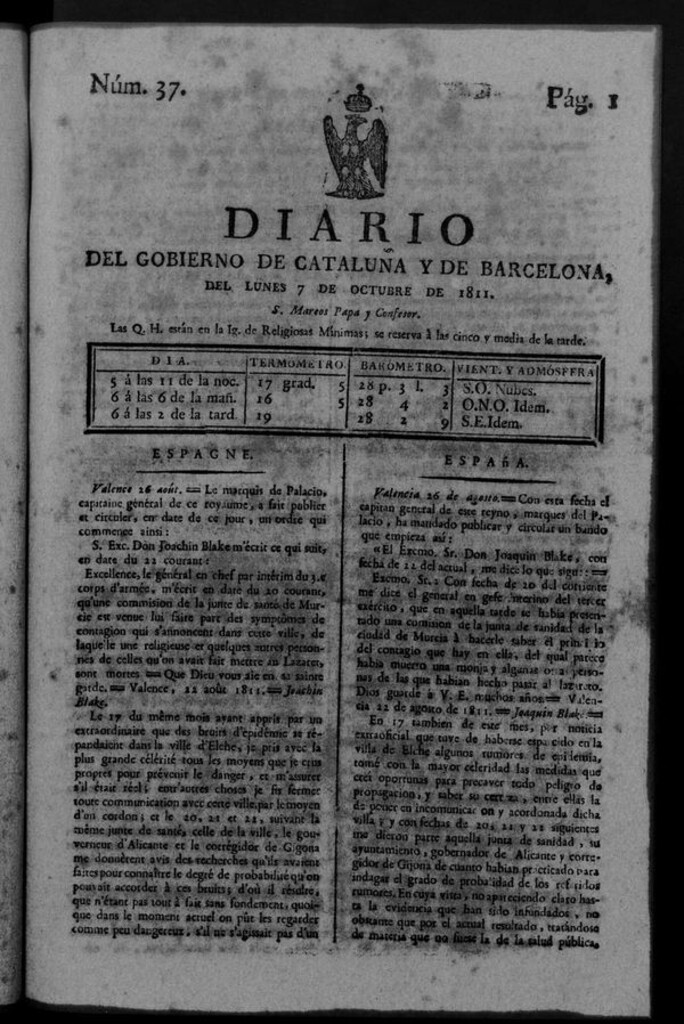 Núm. 37.
Pág. 1
DIARIO
DEL GOBIERNO DE CATALUÑA Y DE BARCELONA,
DEL LUNES 7 DE OCTUBRE DE 1811.
S. Marcos Papa y Confesor.
Las Q. H. están en la Ig. de Religiosas Mínimas; se reserva á las cinco y media de la tarde.
DIA. TERMOMETRO. BAROMETRO. VIENT. Y ADMÓSFERA
5 á las 11 de la noc. 17 grad. 5 28 p. 3 l. 3 S.O. Nubes.
6 á las 6 de la mañ. 16 5 28 4 2 O.N.O. Idem.
6 á las 2 de la tard. 19 28 2 9 S.E.Idem.
ESPAGNE.
Valence 26 août. = Le marquis de Palacio,
capitaine général de ce royaume, a fait publier
et circuler, en date de ce jour, un ordre qui
commence ainsi:
S. Exc. Don Joachin Blake m'écrit ce qui suit,
en date du 22 courant:
Excellence, le général en chef par intérim du 3.e
corps d'armée, m'écrit en date du 20 courant,
qu'une commision de la junte de santé de Mur-
cie est venue lui faire part des symptômes de
contagion qui s'annoncent dans cette ville, de
laquelle une religieuse et quelques autres person-
nes de celles qu'on avait fait mettre au Lazaret,
sont mortes = Que Dieu vous aie en sa sainte
garde. = Valence, 22 août 1811. = Joachin
Blake.
Le 17 du même mois ayant appris par un
extraordinaire que des bruits d'épidémie se ré-
pandaient dans la ville d'Elche, je pris avec la
plus grande célérité tous les moyens que je crus
propres pour prévenir le danger, et m'assurer
s'il était réel; entr'autres choses je fis fermer
toute communication avec cette ville, par le moyen
d'un cordon; et le 20, 21 et 22, suivant la
même junte de santé, celle de la ville, le gou-
verneur d'Alicante et le corrégidor de Gigona
me donnèrent avis des recherches qu'ils avaient
faites pour connaître le degré de probabilité qu'on
pouvait accorder à ces bruits; d'où il résulte,
que n'étant pas tout à fait sans fondement, quoi-
que dans le moment actuel on pût les regarder
comme peu dangereux, s'il ne s'agissait pas d'un
ESPAÑA.
Valencia 26 de agosto. = Con esta fecha el
capitan general de este reyno, marques del Pa-
lacio, ha mandado publicar y circular un bando
que empieza asi:
«El Excmo. Sr. Don Joaquin Blake, con
fecha de 22 del actual, me dice lo que sigue: =
Excmo. Sr.: Con fecha de 20 del corriente
me dice el general en gefe interino del tercer
exército, que en aquella tarde se habia presen-
tado una comision de la junta de sanidad de la
ciudad de Murcia á hacerle saber el principio
del contagio que hay en ella, del qual parece
habia muerto una monja y algunas otras perso-
nas de las que habian hecho pasar al lazareto.
Dios guarde á V. E. muchos años. = Valen-
cia 22 de agosto de 1811. = Joaquin Blake. =
En 17 tambien de este mes, por noticia
extraoficial que tuve de haberse esparcido en la
villa de Elche algunos rumores de epidemia,
tomé con la mayor celeridad las medidas que
creí oportunas para precaver todo peligro de
propagacion, y saber su certeza, entre ellas la
de poner en incomunicacion y acordonada dicha
villa y y con fechas de 20, 21 y 22 siguientes
me dieron parte aquella junta de sanidad, su
ayuntamiento, gobernador de Alicante y corre-
gidor de Gijona de cuanto habian practicado para
indagar el grado de probabidad de los referidos
rumores. En cuya vista, no apareciendo claro has-
ta la evidencia que han sido infundados, no
obstante que por el actual resultado, tratándose
de materia que no fuese la de la salud pública,